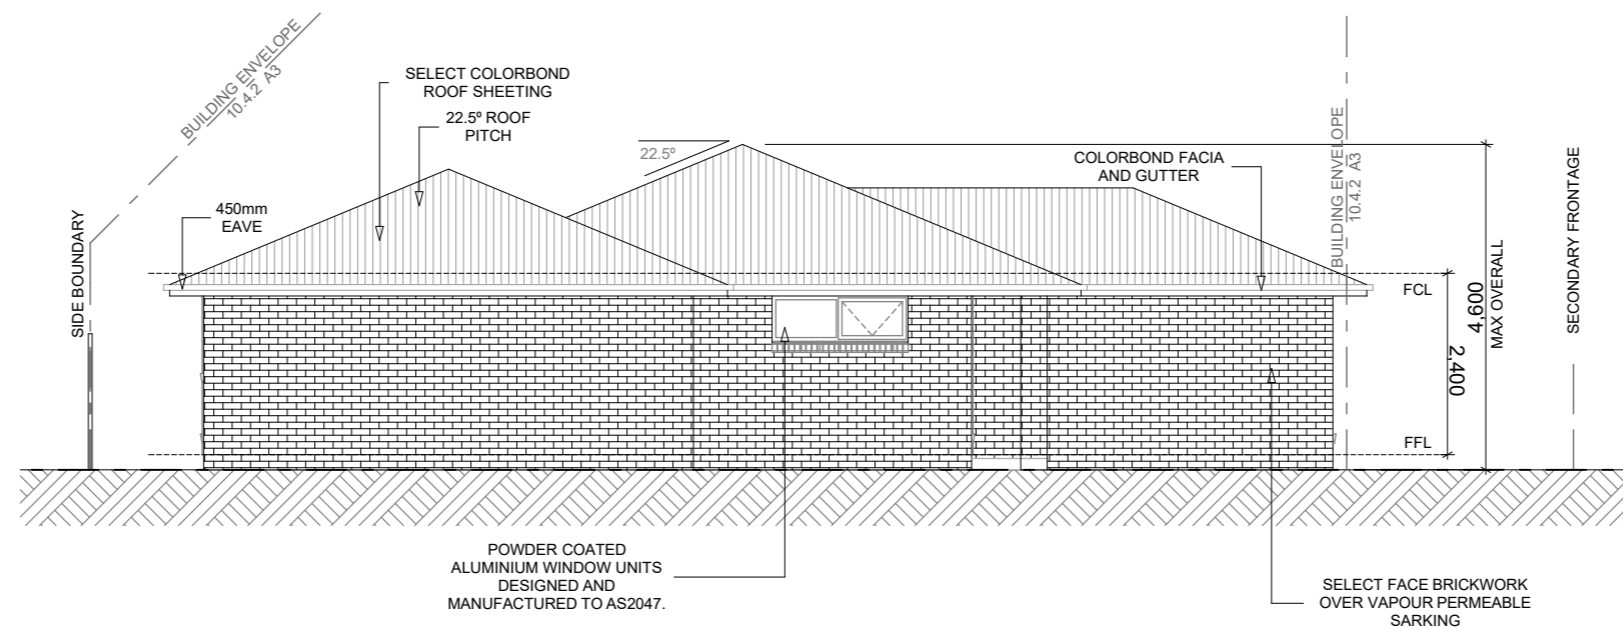 BUILDING ENVELOPE
10.4.2 A3
SELECT COLORBOND
ROOF SHEETING
22.5º ROOF
PITCH
22.5º
COLORBOND FACIA
AND GUTTER
BUILDING ENVELOPE
10.4.2 A3
450mm
EAVE
SIDE BOUNDARY
SECONDARY FRONTAGE
MAX OVERALL
FCL
2,400
FFL
POWDER COATED
ALUMINIUM WINDOW UNITS
DESIGNED AND
MANUFACTURED TO AS2047.
SELECT FACE BRICKWORK
OVER VAPOUR PERMEABLE
SARKING